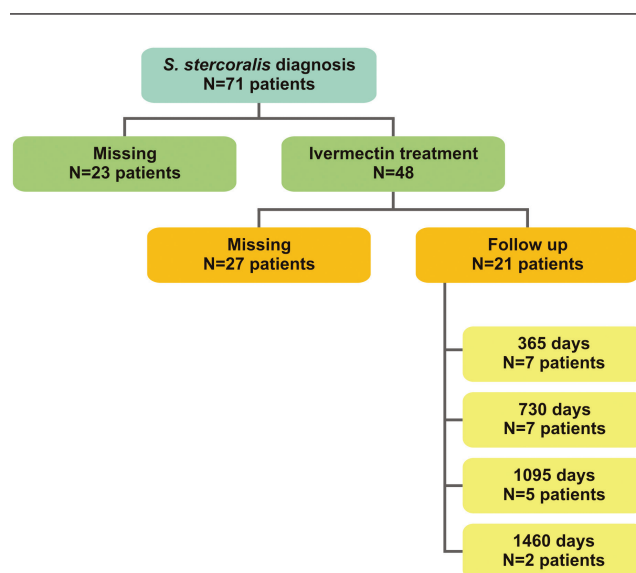 S. stercoralis diagnosis
N=71 patients
Missing
N=23 patients
Ivermectin treatment
N=48
Missing
N=27 patients
Follow up
N=21 patients
365 days
N=7 patients
730 days
N=7 patients
1095 days
N=5 patients
1460 days
N=2 patients